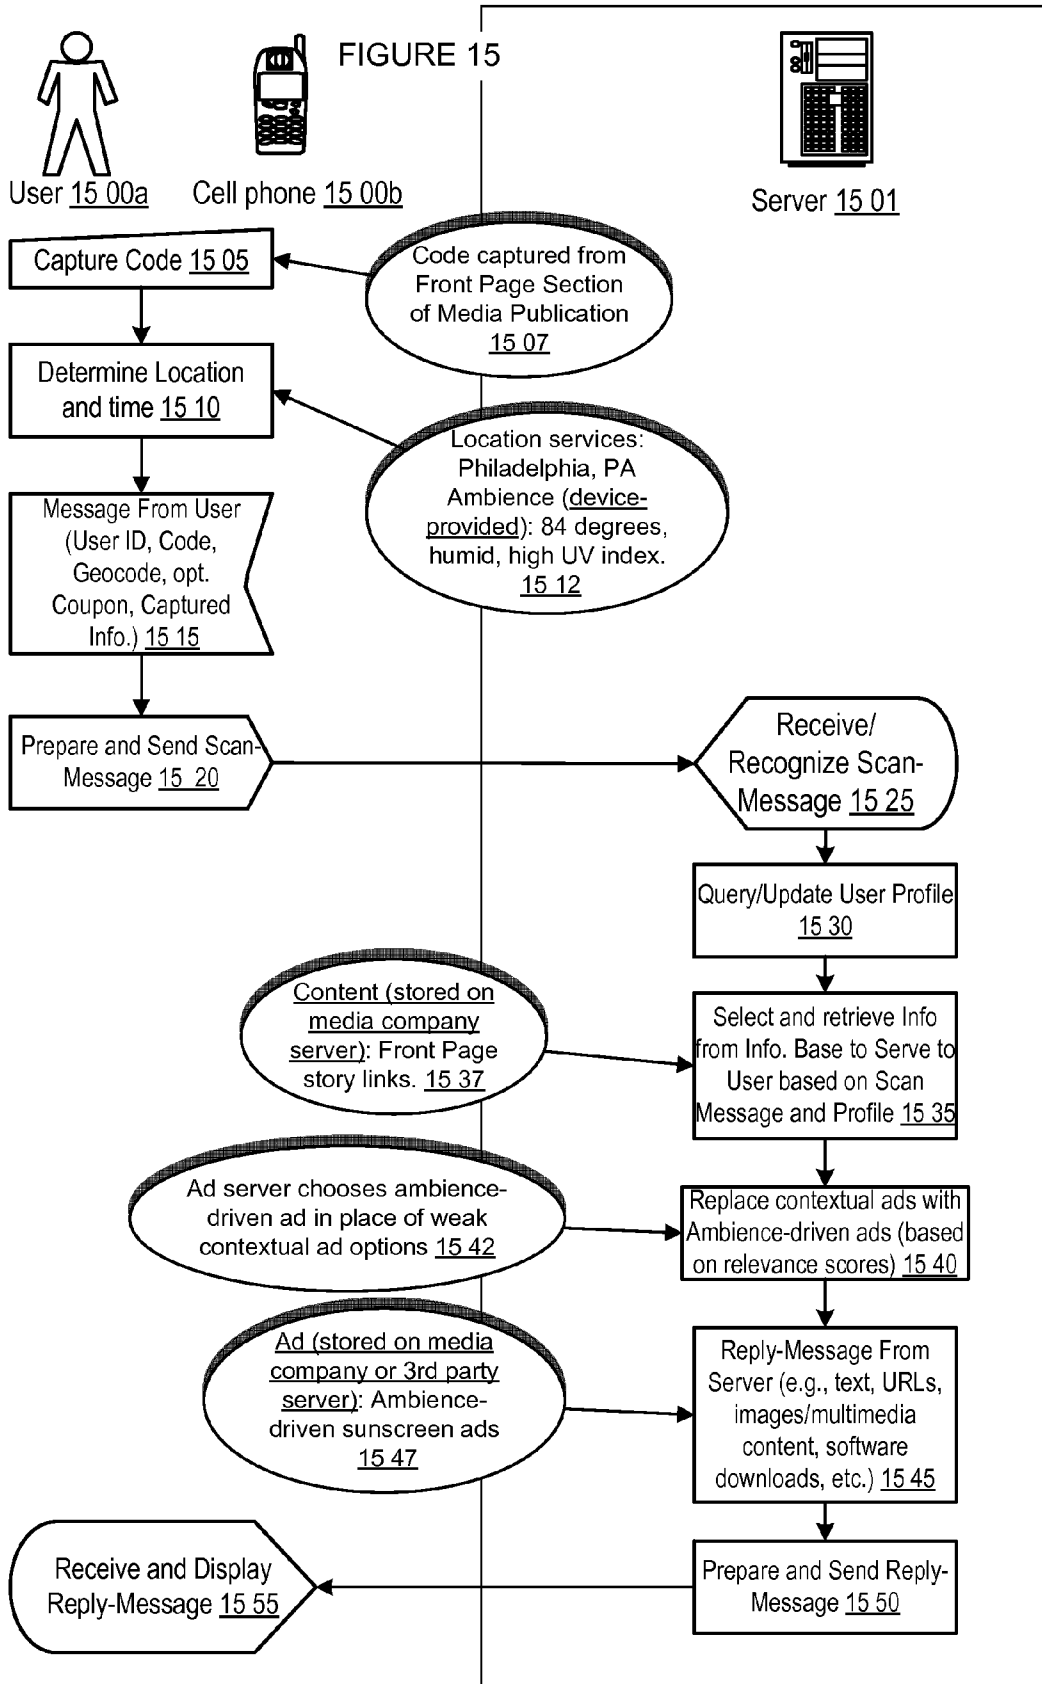 FIGURE 15
User 15 00a
Cell phone 15 00b
Server 15 01
Capture Code 15 05
Code captured from
Front Page Section
of Media Publication
15 07
Determine Location
and time 15 10
Location services:
Philadelphia, PA
Ambience (device-
provided): 84 degrees,
humid, high UV index.
15 12
Message From User
(User ID, Code,
Geocode, opt.
Coupon, Captured
Info.) 15 15
Prepare and Send Scan-
Message 15 20
Receive/
Recognize Scan-
Message 15 25
Query/Update User Profile
15 30
Content (stored on
media company
server): Front Page
story links. 15 37
Select and retrieve Info
from Info. Base to Serve to
User based on Scan
Message and Profile 15 35
Ad server chooses ambience-
driven ad in place of weak
contextual ad options 15 42
Replace contextual ads with
Ambience-driven ads (based
on relevance scores) 15 40
Ad (stored on media
company or 3rd party
server): Ambience-
driven sunscreen ads
15 47
Reply-Message From
Server (e.g., text, URLs,
images/multimedia
content, software
downloads, etc.) 15 45
Prepare and Send Reply-
Message 15 50
Receive and Display
Reply-Message 15 55